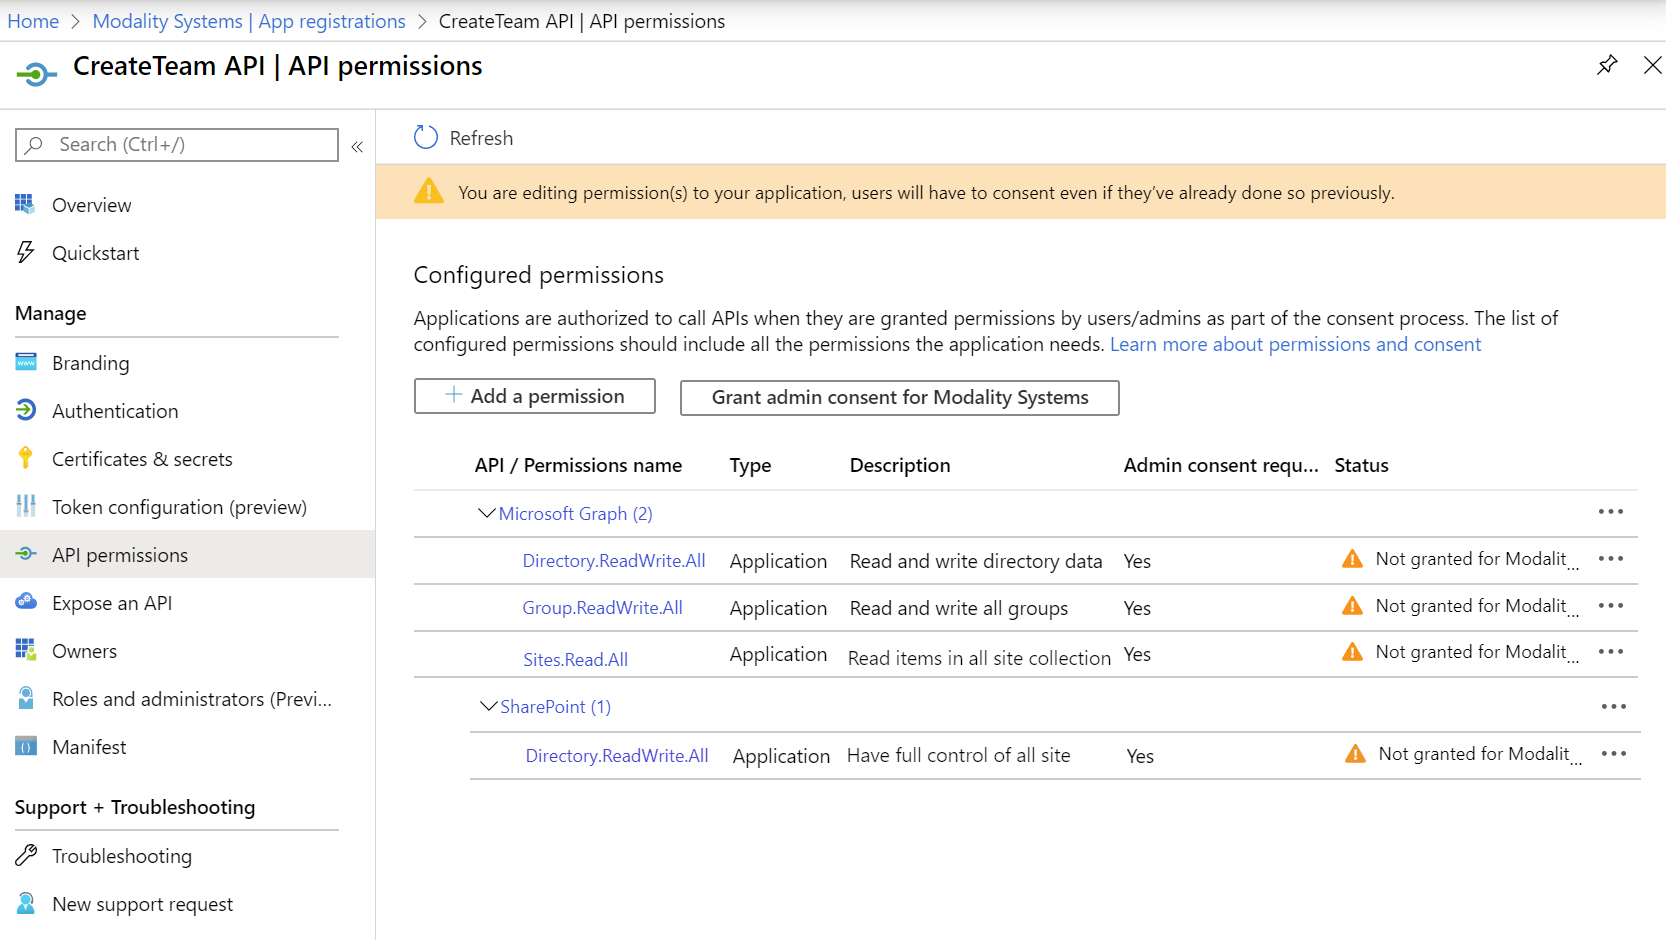 Home > Modality Systems | App registrations > CreateTeam API | API permissions
CreateTeam API | API permissions
Search (Ctrl+/)
«
Overview
Quickstart
Manage
Branding
Authentication
Certificates & secrets
Token configuration (preview)
API permissions
Expose an API
Owners
Roles and administrators (Previ...
Manifest
Support + Troubleshooting
Troubleshooting
New support request
Refresh
You are editing permission(s) to your application, users will have to consent even if they’ve already done so previously.
Configured permissions
Applications are authorized to call APIs when they are granted permissions by users/admins as part of the consent process. The list of
configured permissions should include all the permissions the application needs. Learn more about permissions and consent
+ Add a permission Grant admin consent for Modality Systems
API / Permissions name Type Description Admin consent requ... Status
Microsoft Graph (2) ...
Directory.ReadWrite.All Application Read and write directory data Yes Not granted for Modalit... ...
Group.ReadWrite.All Application Read and write all groups Yes Not granted for Modalit... ...
Sites.Read.All Application Read items in all site collection Yes Not granted for Modalit... ...
SharePoint (1) ...
Directory.ReadWrite.All Application Have full control of all site Yes Not granted for Modalit... ...